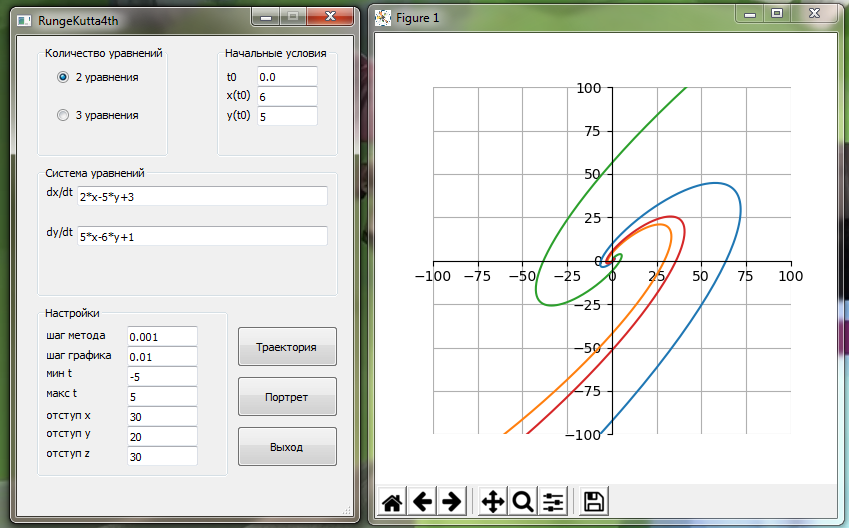 RungeKutta4th
Количество уравнений
2 уравнения
3 уравнения
Начальные условия
t0 0.0
x(t0) 6
y(t0) 5
Система уравнений
dx/dt 2*x-5*y+3
dy/dt 5*x-6*y+1
Настройки
шаг метода 0.001
шаг графика 0.01
мин t -5
макс t 5
отступ x 30
отступ y 20
отступ z 30
Траектория
Портрет
Выход
Figure 1
100
75
50
25
0
−25
−50
−75
−100
−100 −75 −50 −25 0 25 50 75 100